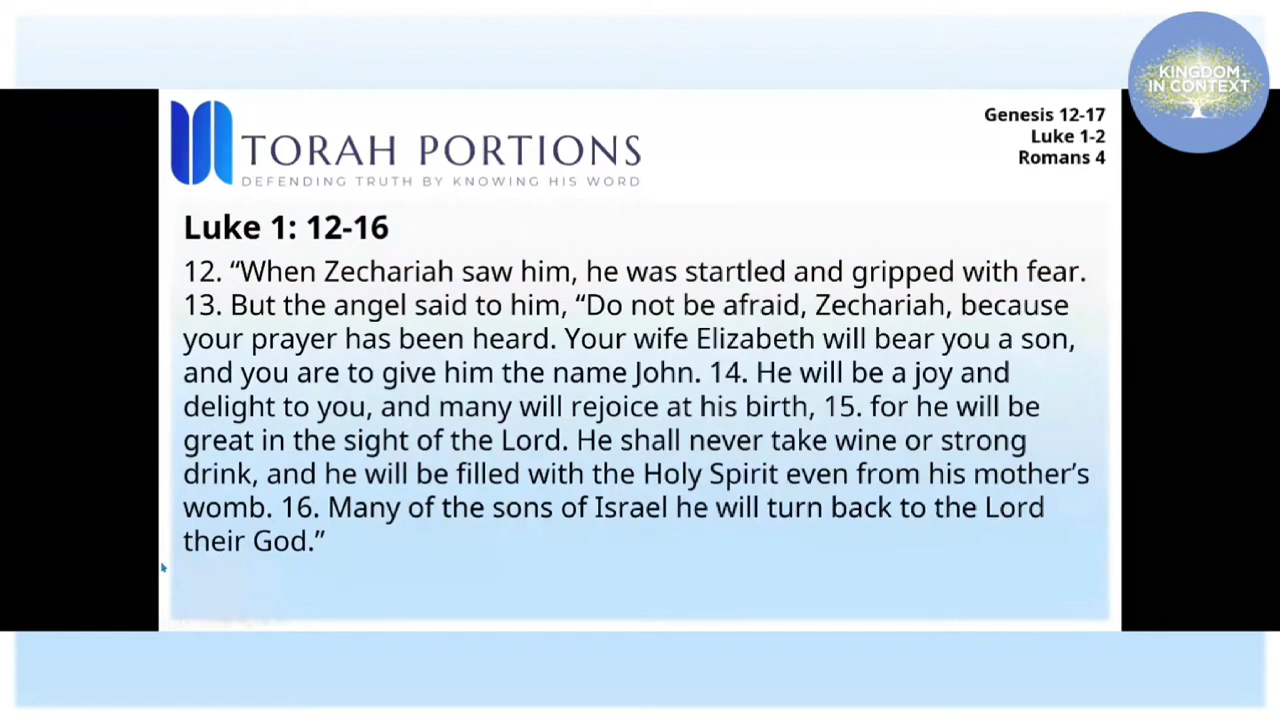 KINGDOM
IN CONTEXT
Genesis 12-17
Luke 1-2
Romans 4
TORAH PORTIONS
DEFENDING TRUTH BY KNOWING HIS WORD
Luke 1: 12-16
12. “When Zechariah saw him, he was startled and gripped with fear.
13. But the angel said to him, “Do not be afraid, Zechariah, because
your prayer has been heard. Your wife Elizabeth will bear you a son,
and you are to give him the name John. 14. He will be a joy and
delight to you, and many will rejoice at his birth, 15. for he will be
great in the sight of the Lord. He shall never take wine or strong
drink, and he will be filled with the Holy Spirit even from his mother’s
womb. 16. Many of the sons of Israel he will turn back to the Lord
their God.”